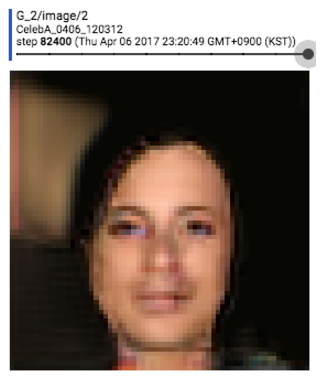 G_2/image/2
CelebA_0406_120312
step 82400 (Thu Apr 06 2017 23:20:49 GMT+0900 (KST))